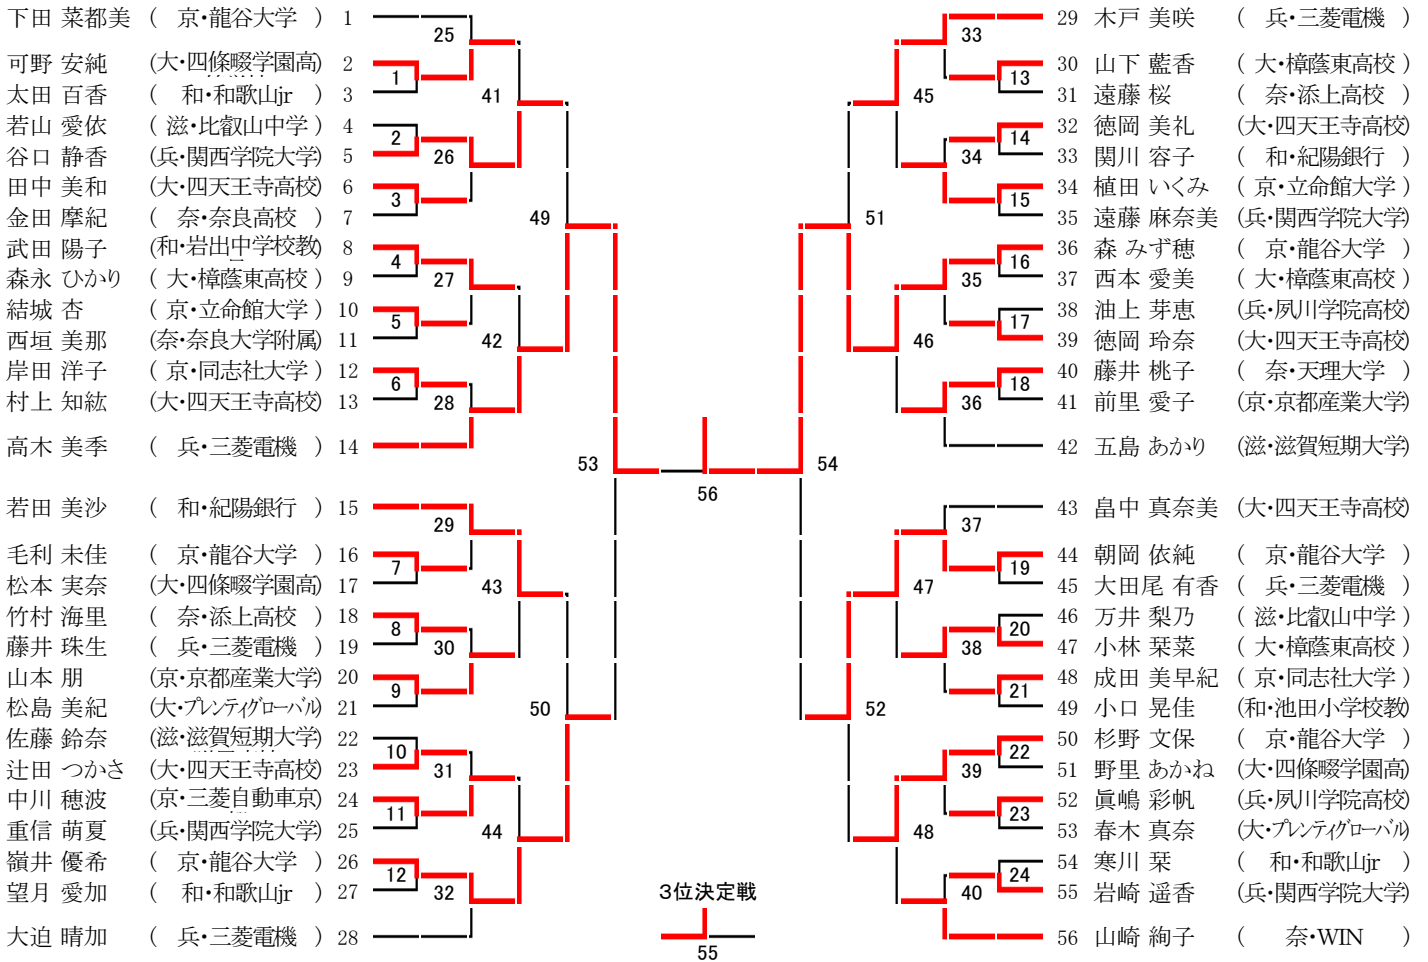 下田 菜都美 ( 京・龍谷大学 ) 1
可野 安純 (大・四條畷学園高) 2
太田 百香 ( 和・和歌山jr ) 3
若山 愛依 ( 滋・比叡山中学 ) 4
谷口 静香 (兵・関西学院大学) 5
田中 美和 (大・四天王寺高校) 6
金田 摩紀 ( 奈・奈良高校 ) 7
武田 陽子 (和・岩出中学校教 8
森永 ひかり ( 大・樟蔭東高校 ) 9
結城 杏 ( 京・立命館大学 ) 10
西垣 美那 (奈・奈良大学附属) 11
岸田 洋子 ( 京・同志社大学 ) 12
村上 知紘 (大・四天王寺高校) 13
高木 美季 ( 兵・三菱電機 ) 14
若田 美沙 ( 和・紀陽銀行 ) 15
毛利 未佳 ( 京・龍谷大学 ) 16
松本 実奈 (大・四條畷学園高) 17
竹村 海里 ( 奈・添上高校 ) 18
藤井 珠生 ( 兵・三菱電機 ) 19
山本 朋 (京・京都産業大学) 20
松島 美紀 (大・プレンティグローバル) 21
佐藤 鈴奈 (滋・滋賀短期大学) 22
辻田 つかさ (大・四天王寺高校) 23
中川 穂波 (京・三菱自動車京) 24
重信 萌夏 (兵・関西学院大学) 25
嶺井 優希 ( 京・龍谷大学 ) 26
望月 愛加 ( 和・和歌山jr ) 27
大迫 晴加 ( 兵・三菱電機 ) 28
25
1
2
26
3
4
27
5
6
28
29
7
8
30
9
10
31
11
12
32
41
42
43
44
49
50
53
56
54
3位決定戦
55
51
52
45
46
47
48
33
13
14
34
15
35
16
17
36
18
37
19
20
38
21
22
39
23
24
40
29 木戸 美咲 ( 兵・三菱電機 )
30 山下 藍香 ( 大・樟蔭東高校 )
31 遠藤 桜 ( 奈・添上高校 )
32 徳岡 美礼 (大・四天王寺高校)
33 関川 容子 ( 和・紀陽銀行 )
34 植田 いくみ ( 京・立命館大学 )
35 遠藤 麻奈美 (兵・関西学院大学)
36 森 みず穂 ( 京・龍谷大学 )
37 西本 愛美 ( 大・樟蔭東高校 )
38 油上 芽恵 (兵・夙川学院高校)
39 徳岡 玲奈 (大・四天王寺高校)
40 藤井 桃子 ( 奈・天理大学 )
41 前里 愛子 (京・京都産業大学)
42 五島 あかり (滋・滋賀短期大学)
43 畠中 真奈美 (大・四天王寺高校)
44 朝岡 依純 ( 京・龍谷大学 )
45 大田尾 有香 ( 兵・三菱電機 )
46 万井 梨乃 ( 滋・比叡山中学 )
47 小林 栞菜 ( 大・樟蔭東高校 )
48 成田 美早紀 ( 京・同志社大学 )
49 小口 晃佳 (和・池田小学校教)
50 杉野 文保 ( 京・龍谷大学 )
51 野里 あかね (大・四條畷学園高)
52 眞嶋 彩帆 (兵・夙川学院高校)
53 春木 真奈 (大・プレンティグローバル)
54 寒川 栞 ( 和・和歌山jr )
55 岩崎 遥香 (兵・関西学院大学)
56 山崎 絢子 ( 奈・WIN )